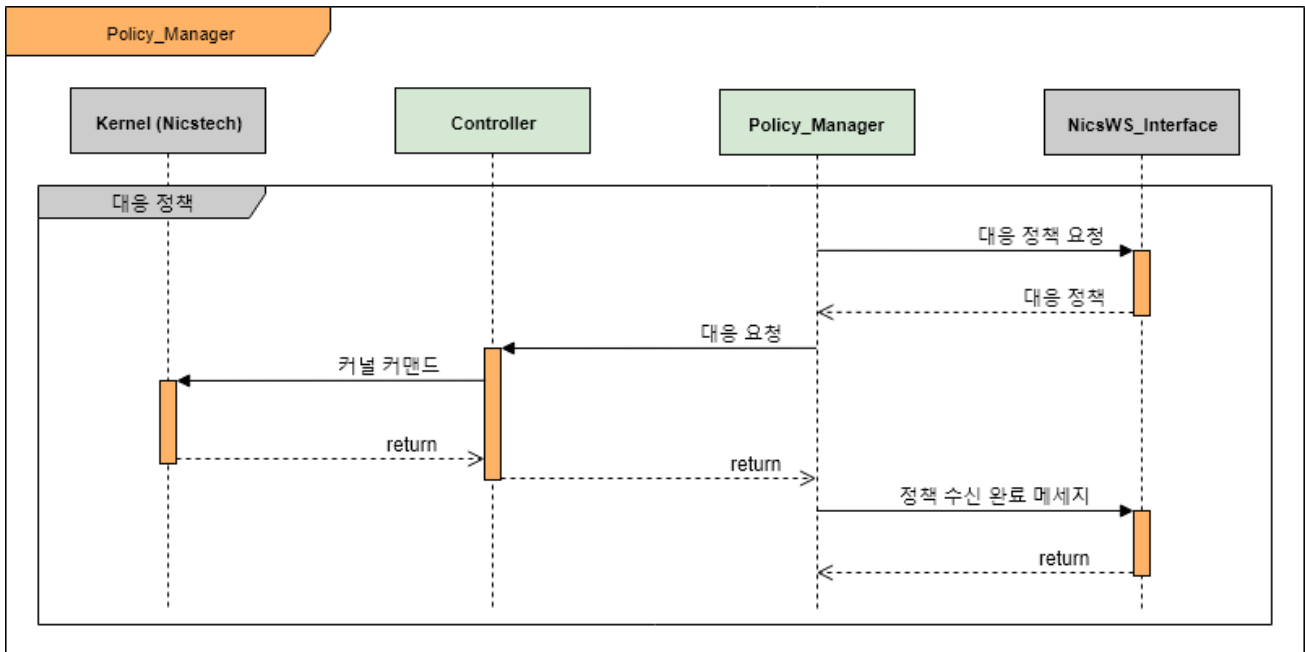 Policy_Manager
Kernel (Nicstech)
Controller
Policy_Manager
NicsWS_Interface
대응 정책
대응 정책 요청
대응 정책
대응 요청
커널 커맨드
return
return
정책 수신 완료 메세지
return